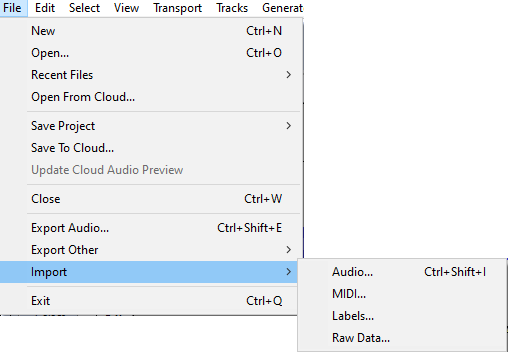 File Edit Select View Transport Tracks Generat
New Ctrl+N
Open... Ctrl+O
Recent Files
Open From Cloud...
Save Project
Save To Cloud...
Update Cloud Audio Preview
Close Ctrl+W
Export Audio... Ctrl+Shift+E
Export Other
Import
Exit Ctrl+Q
Audio... Ctrl+Shift+I
MIDI...
Labels...
Raw Data...